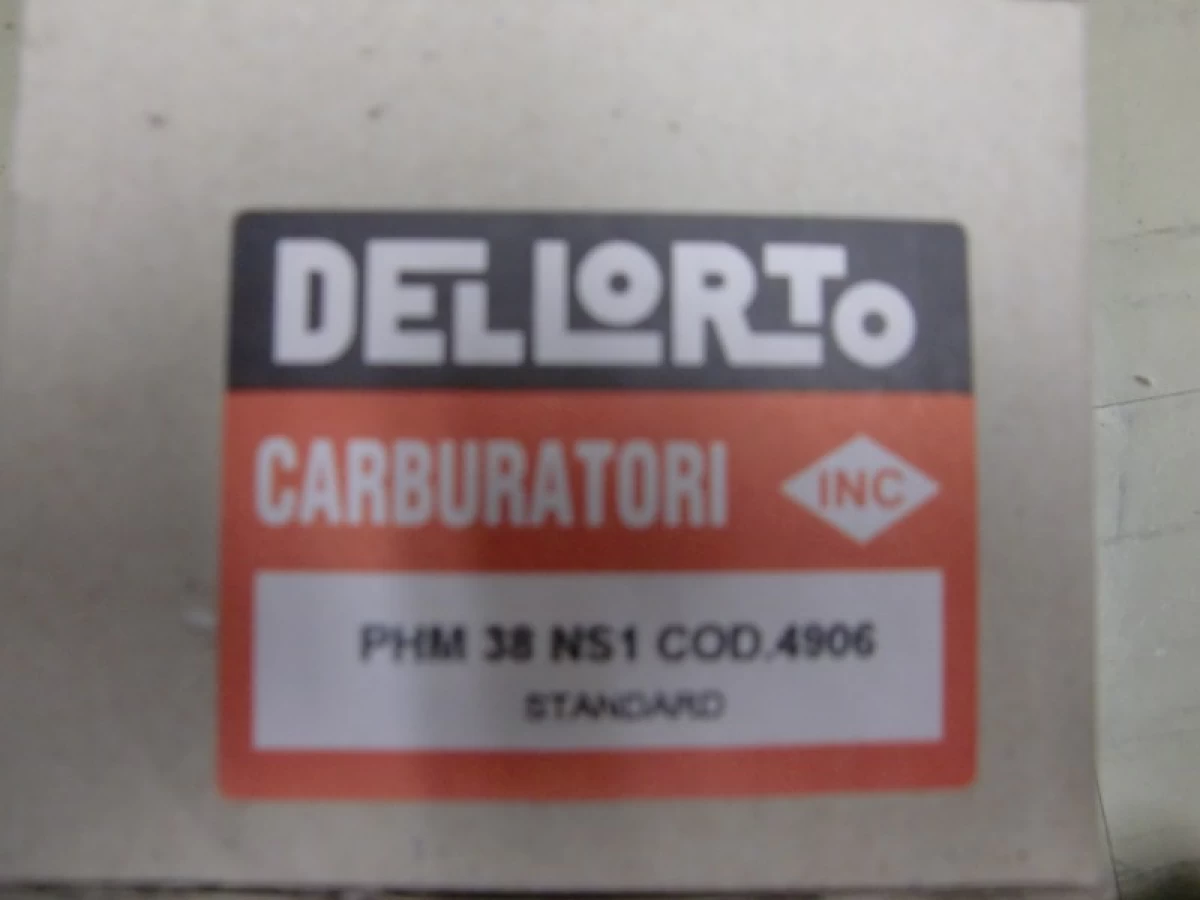 DELLORTO
CARBURATORI INC
PHM 38 NS1 COD.4906
STANDARD